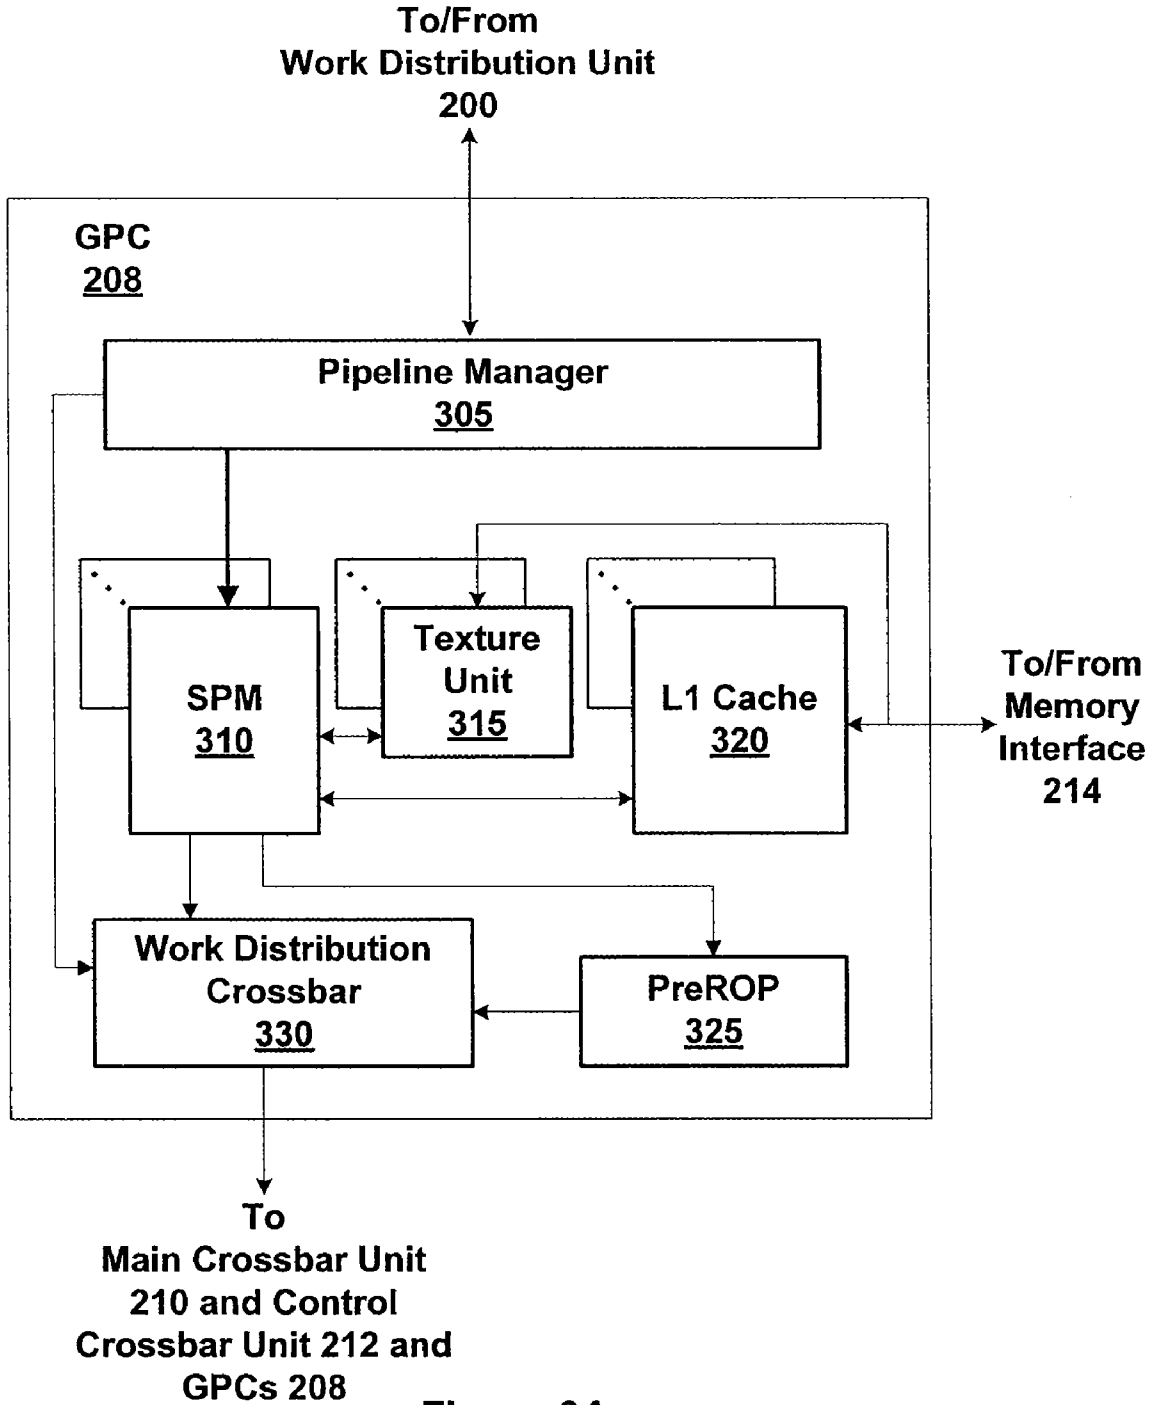 To/From
Work Distribution Unit
200
GPC
208
Pipeline Manager
305
SPM
310
Texture
Unit
315
L1 Cache
320
To/From
Memory
Interface
214
Work Distribution
Crossbar
330
PreROP
325
To
Main Crossbar Unit
210 and Control
Crossbar Unit 212 and
GPCs 208